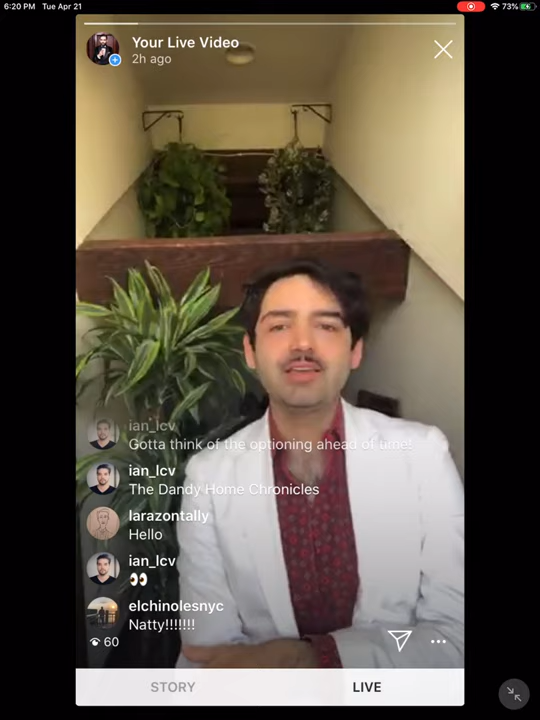 6:20 PM Tue Apr 21
73%
Your Live Video
2h ago
ian_lcv
Gotta think of the optioning ahead of time!
ian_lcv
The Dandy Home Chronicles
larazontally
Hello
ian_lcv
👀
elchinolesnyc
Natty!!!!!!!
60
STORY
LIVE